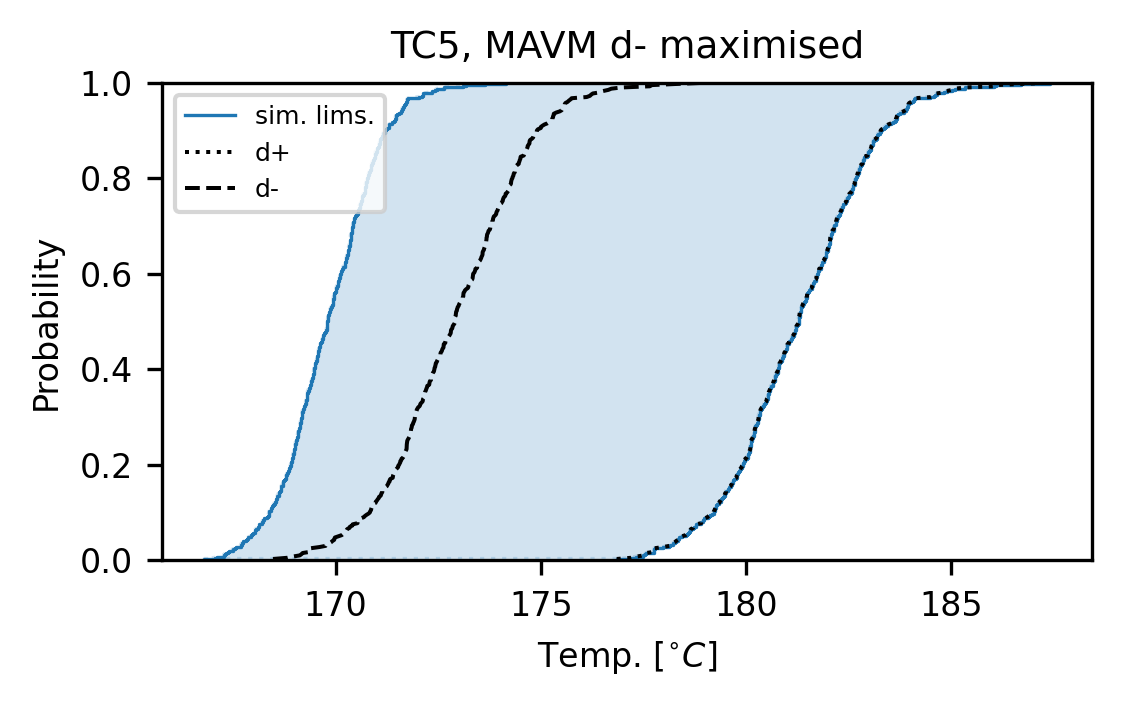 TC5, MAVM d- maximised
1.0
0.8
0.6
0.4
0.2
0.0
Probability
sim. lims.
d+
d-
170 175 180 185
Temp. [°C]